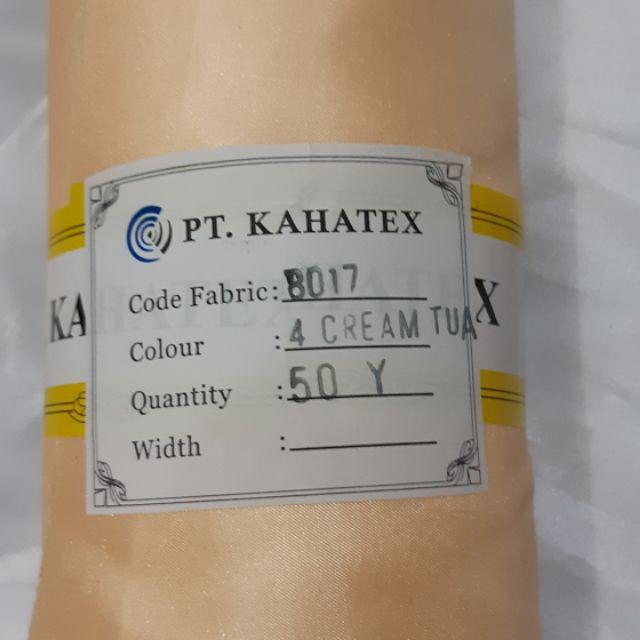 PT. KAHATEX
Code Fabric: 8017
Colour : 4 CREAM TUA
Quantity : 50 Y
Width :
KA
X